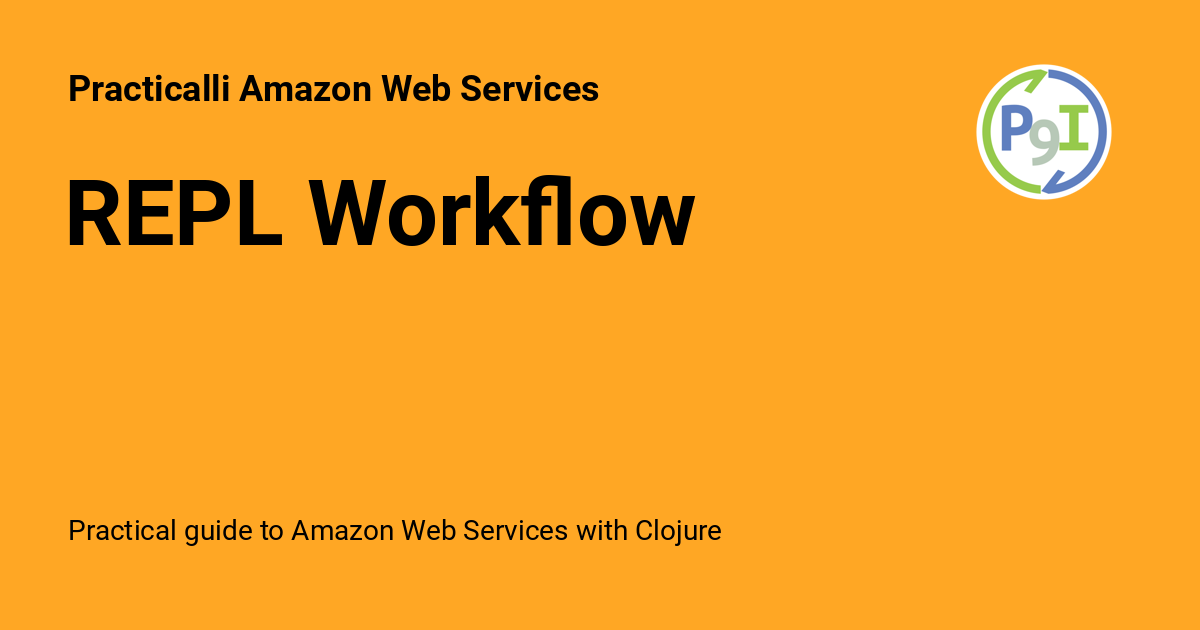 Practicalli Amazon Web Services
REPL Workflow
P9I
Practical guide to Amazon Web Services with Clojure